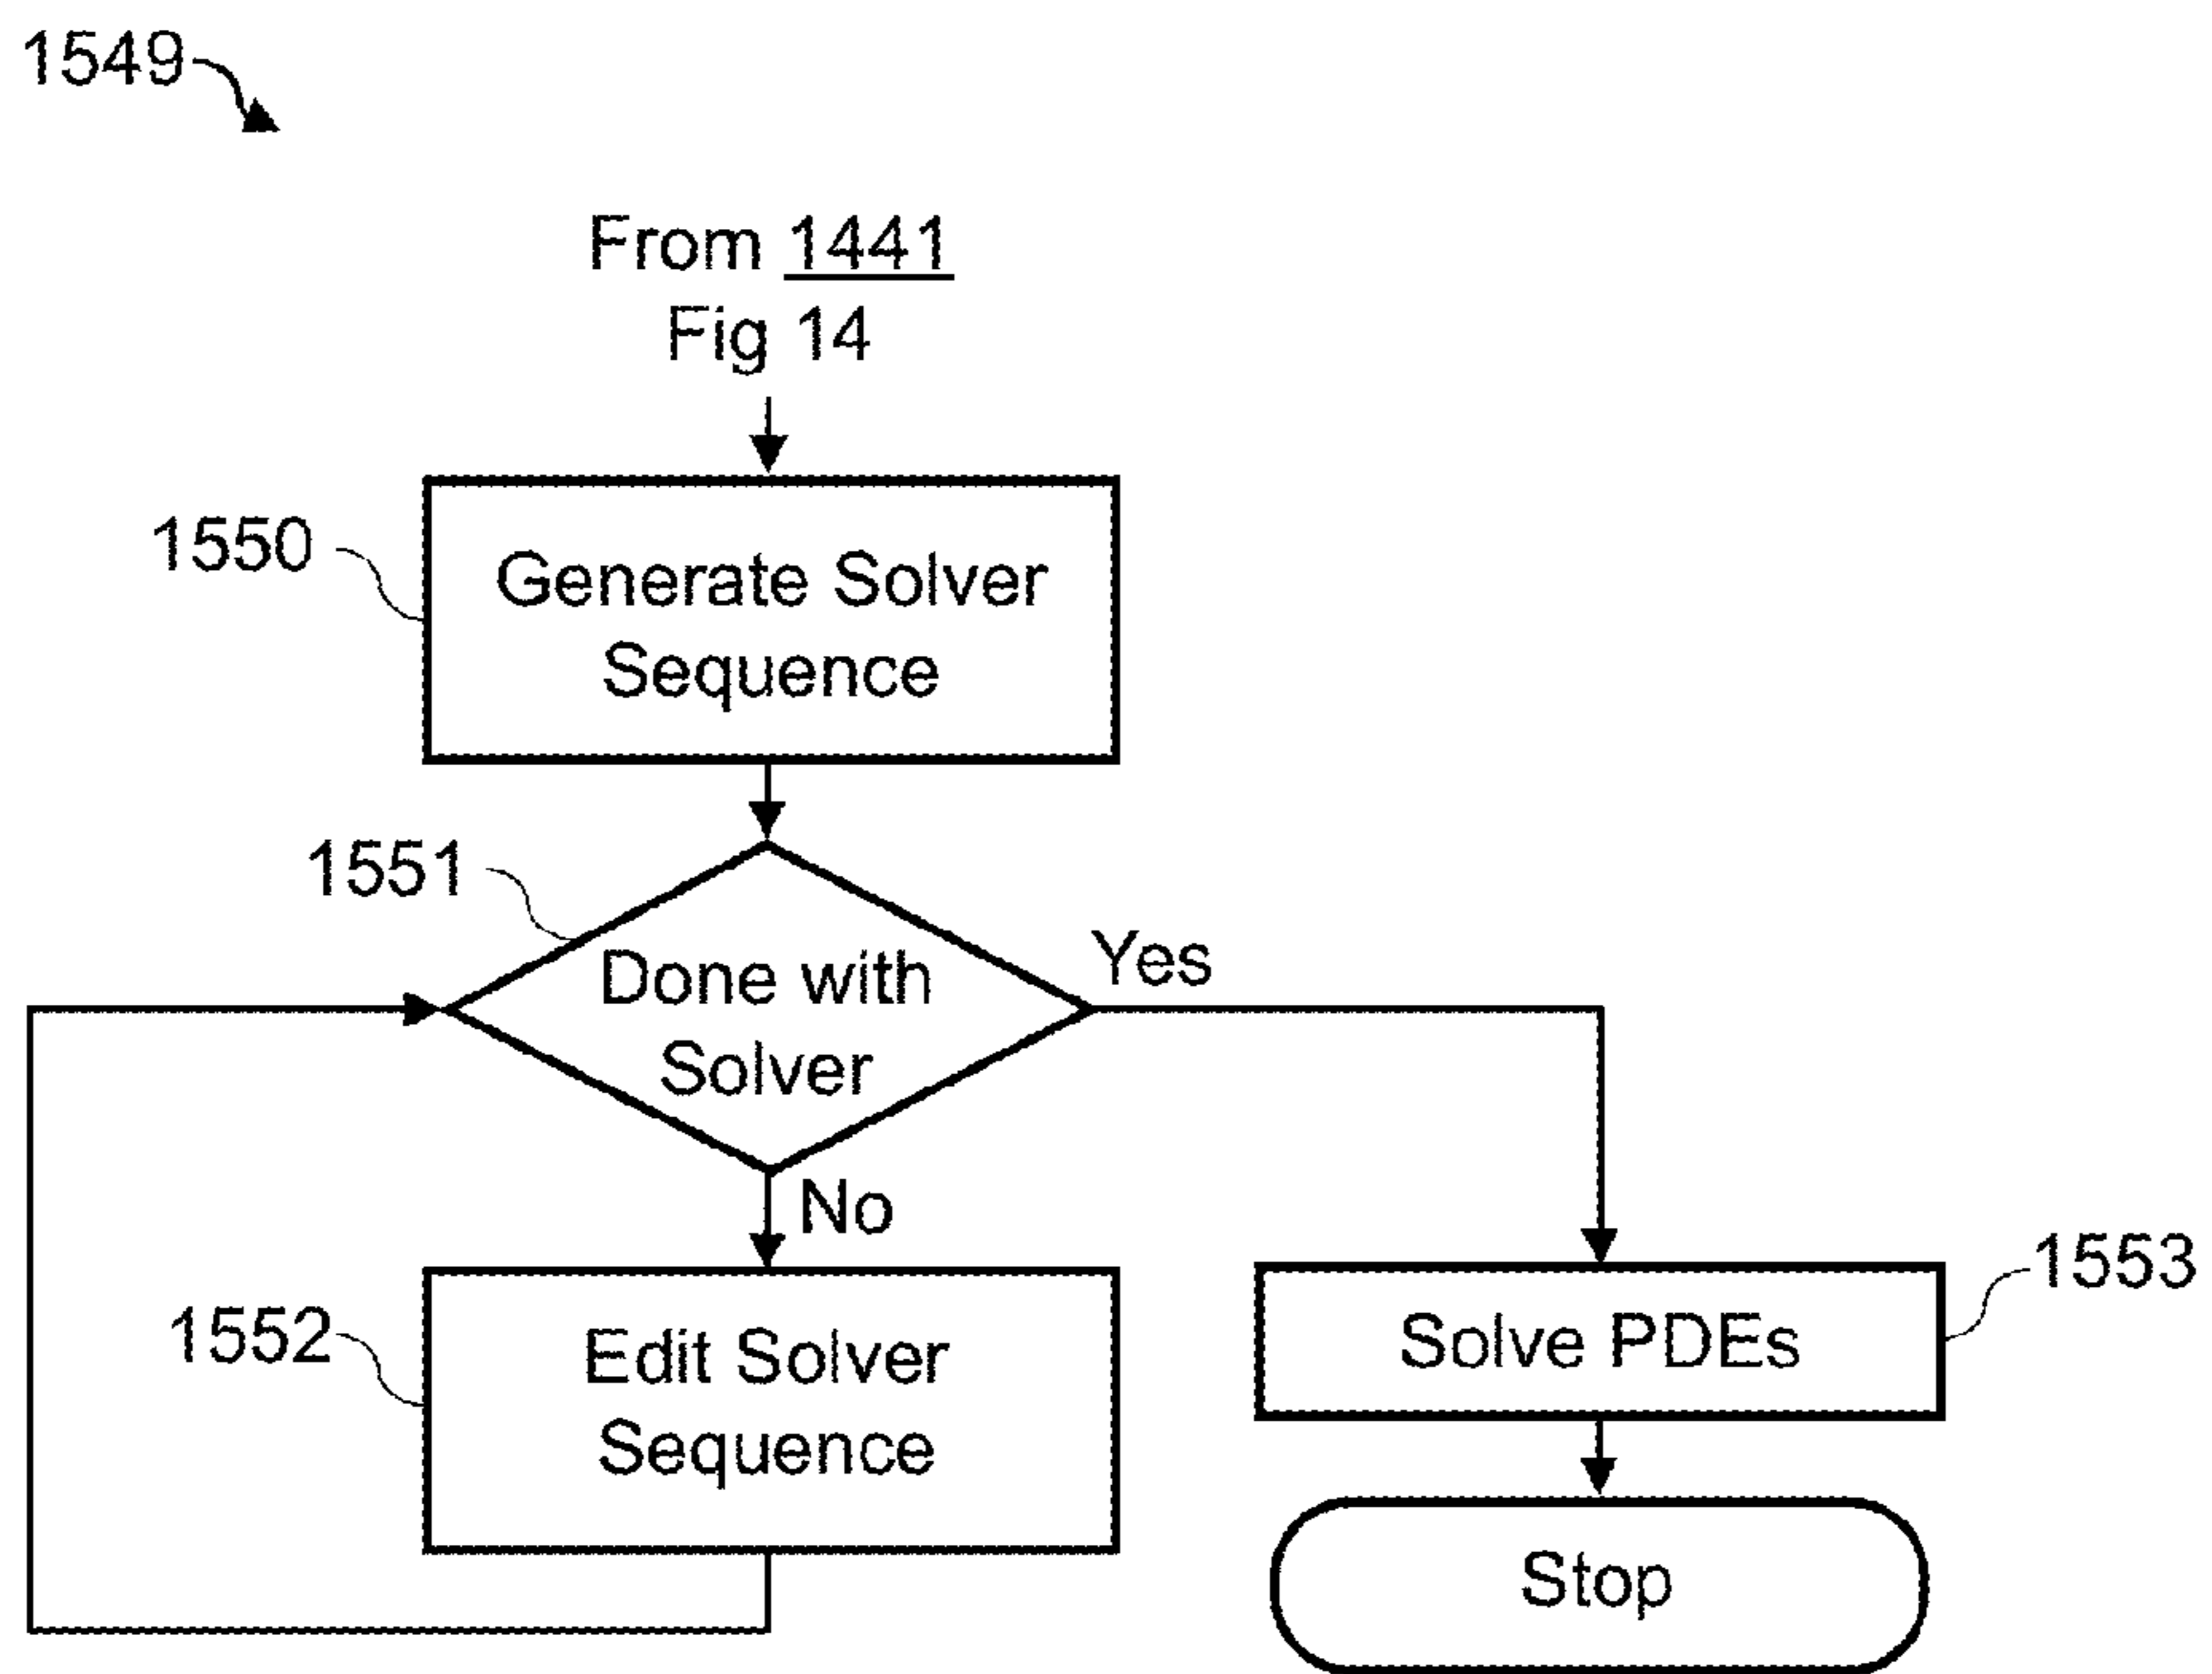 1549
From 1441
Fig 14
1550
Generate Solver
Sequence
1551
Done with
Solver
Yes
No
1552
Edit Solver
Sequence
1553
Solve PDEs
Stop